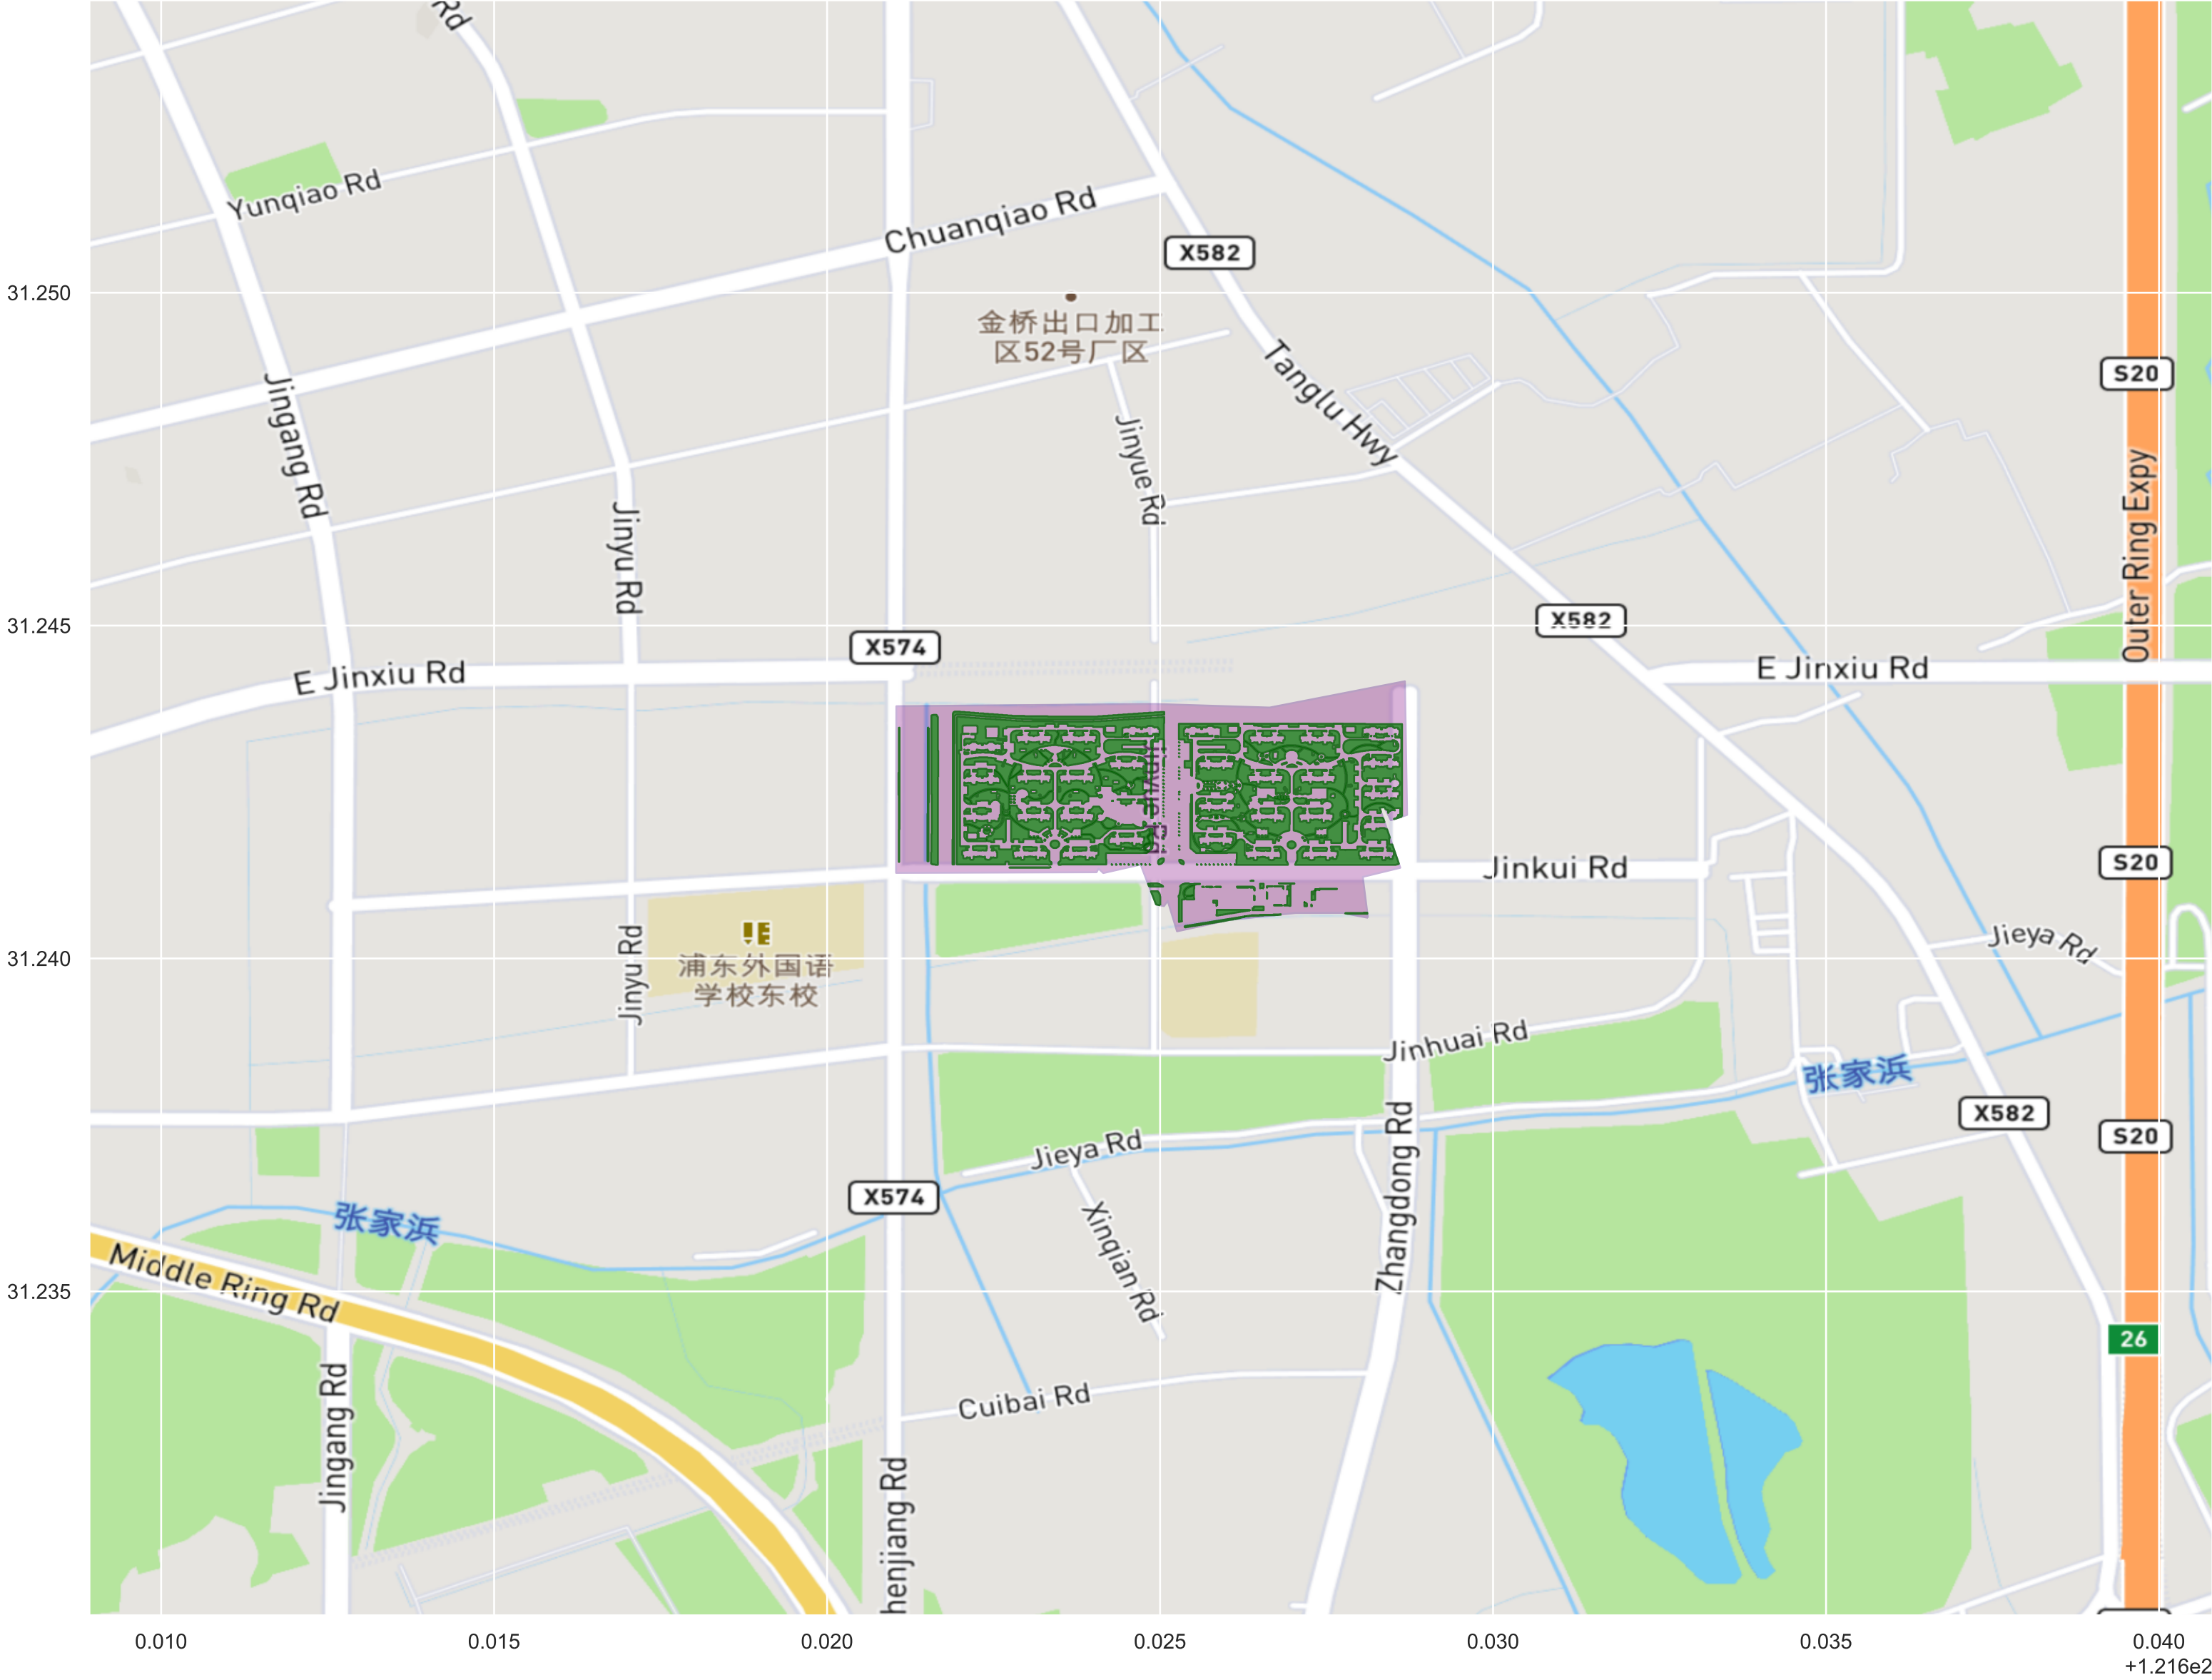 Rd
Yunqiao Rd
Chuanqiao Rd
X582
31.250
金桥出口加工
区52号厂区
Tanglu Hwy
S20
Jingang Rd
Jinyue Rd
Outer Ring Expy
Jinyu Rd
31.245
X582
X574
E Jinxiu Rd
E Jinxiu Rd
Jinyue Rd
Jinkui Rd
S20
浦东外国语
学校东校
Jinyu Rd
31.240
Jieya Rd
Jinhuai Rd
张家浜
X582
S20
Jieya Rd
Zhangdong Rd
X574
张家浜
Xinqian Rd
Middle Ring Rd
31.235
26
Jingang Rd
Cuibai Rd
henjiang Rd
0.010
0.015
0.020
0.025
0.030
0.035
0.040
+1.216e2